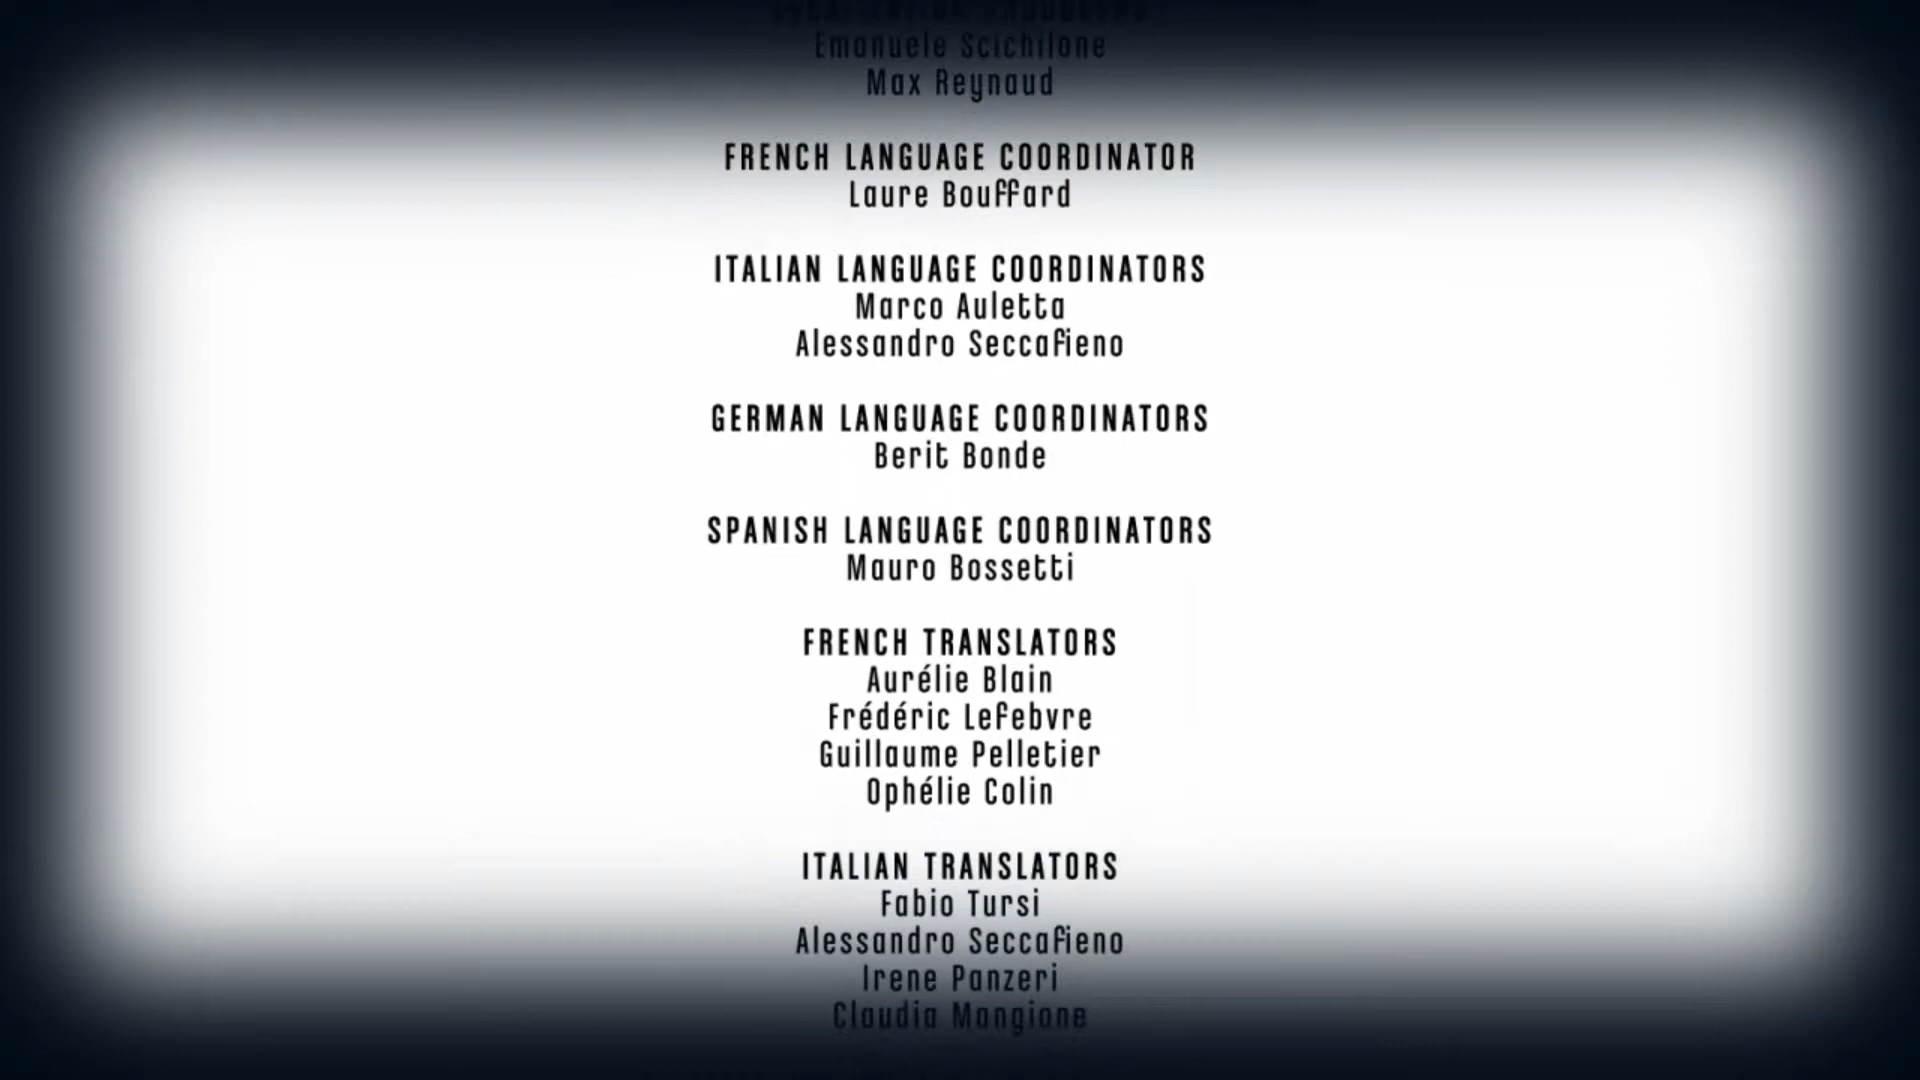 Emanuele Scichilone
Max Reynaud
FRENCH LANGUAGE COORDINATOR
Laure Bouffard
ITALIAN LANGUAGE COORDINATORS
Marco Auletta
Alessandro Seccafieno
GERMAN LANGUAGE COORDINATORS
Berit Bonde
SPANISH LANGUAGE COORDINATORS
Mauro Bossetti
FRENCH TRANSLATORS
Aurélie Blain
Frédéric Lefebvre
Guillaume Pelletier
Ophélie Colin
ITALIAN TRANSLATORS
Fabio Tursi
Alessandro Seccafieno
Irene Panzeri
Claudia Mangione